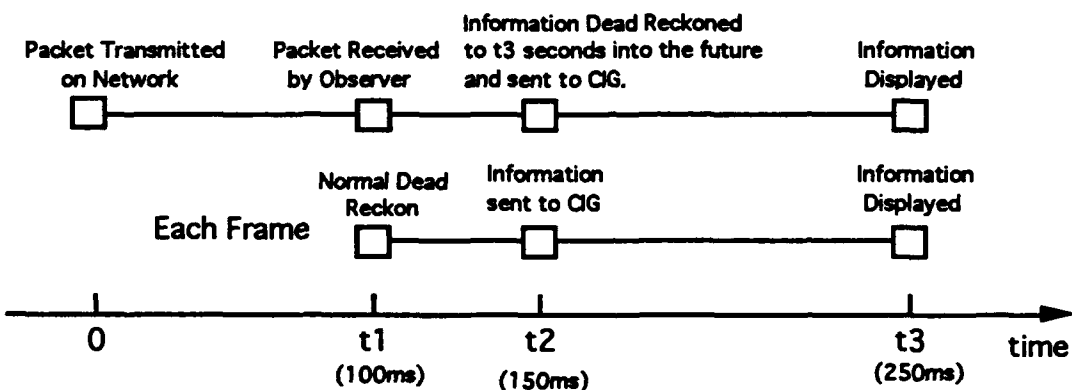 Packet Transmitted
on Network
Packet Received
by Observer
Information Dead Reckoned
to t3 seconds into the future
and sent to CIG.
Information
Displayed
Each Frame
Normal Dead
Reckon
Information
sent to CIG
Information
Displayed
0
t1
(100ms)
t2
(150ms)
t3
(250ms)
time